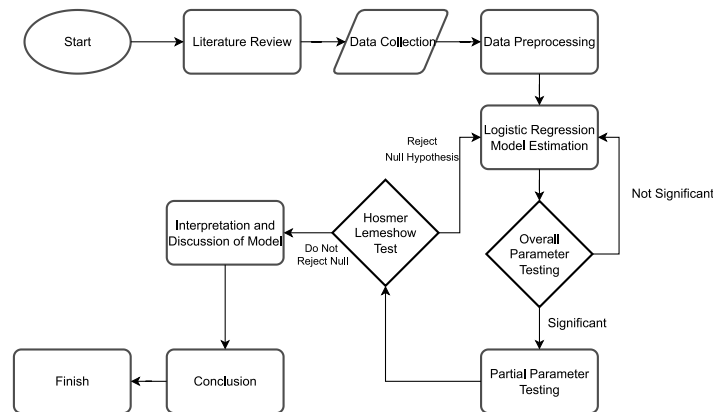 Start
Literature Review
Data Collection
Data Preprocessing
Logistic Regression
Model Estimation
Reject
Null Hypothesis
Not Significant
Hosmer
Lemeshow
Test
Interpretation and
Discussion of Model
Do Not
Reject Null
Overall
Parameter
Testing
Significant
Partial Parameter
Testing
Conclusion
Finish